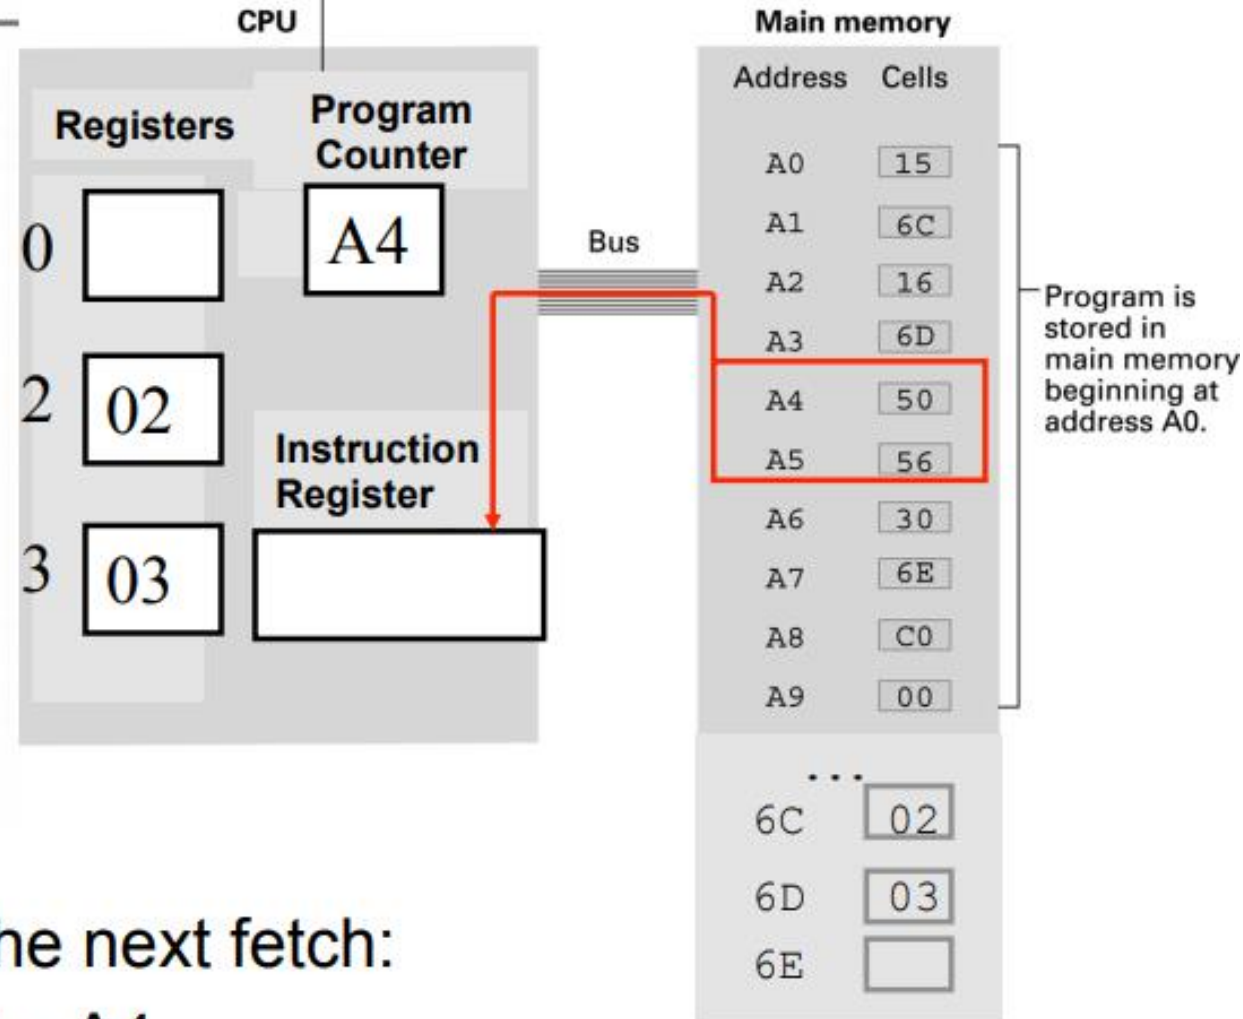 CPU
Registers
Program
Counter
0
A4
2
02
Instruction
Register
3
03
Bus
Main memory
Address Cells
A0 15
A1 6C
A2 16
A3 6D
A4 50
A5 56
A6 30
A7 6E
A8 C0
A9 00
...
6C 02
6D 03
6E
Program is
stored in
main memory
beginning at
address A0.
he next fetch: